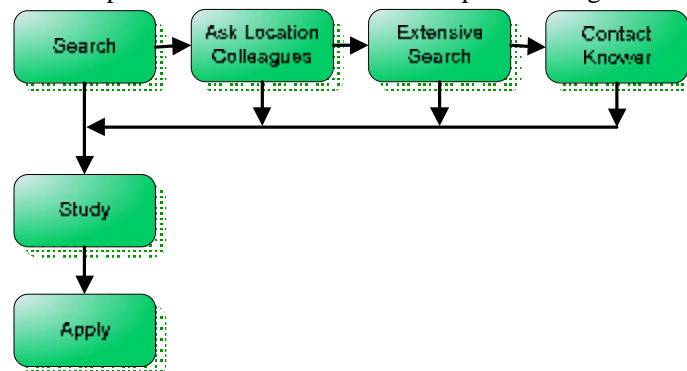 Search
Ask Location
Colleagues
Extensive
Search
Contact
Knower
Study
Apply